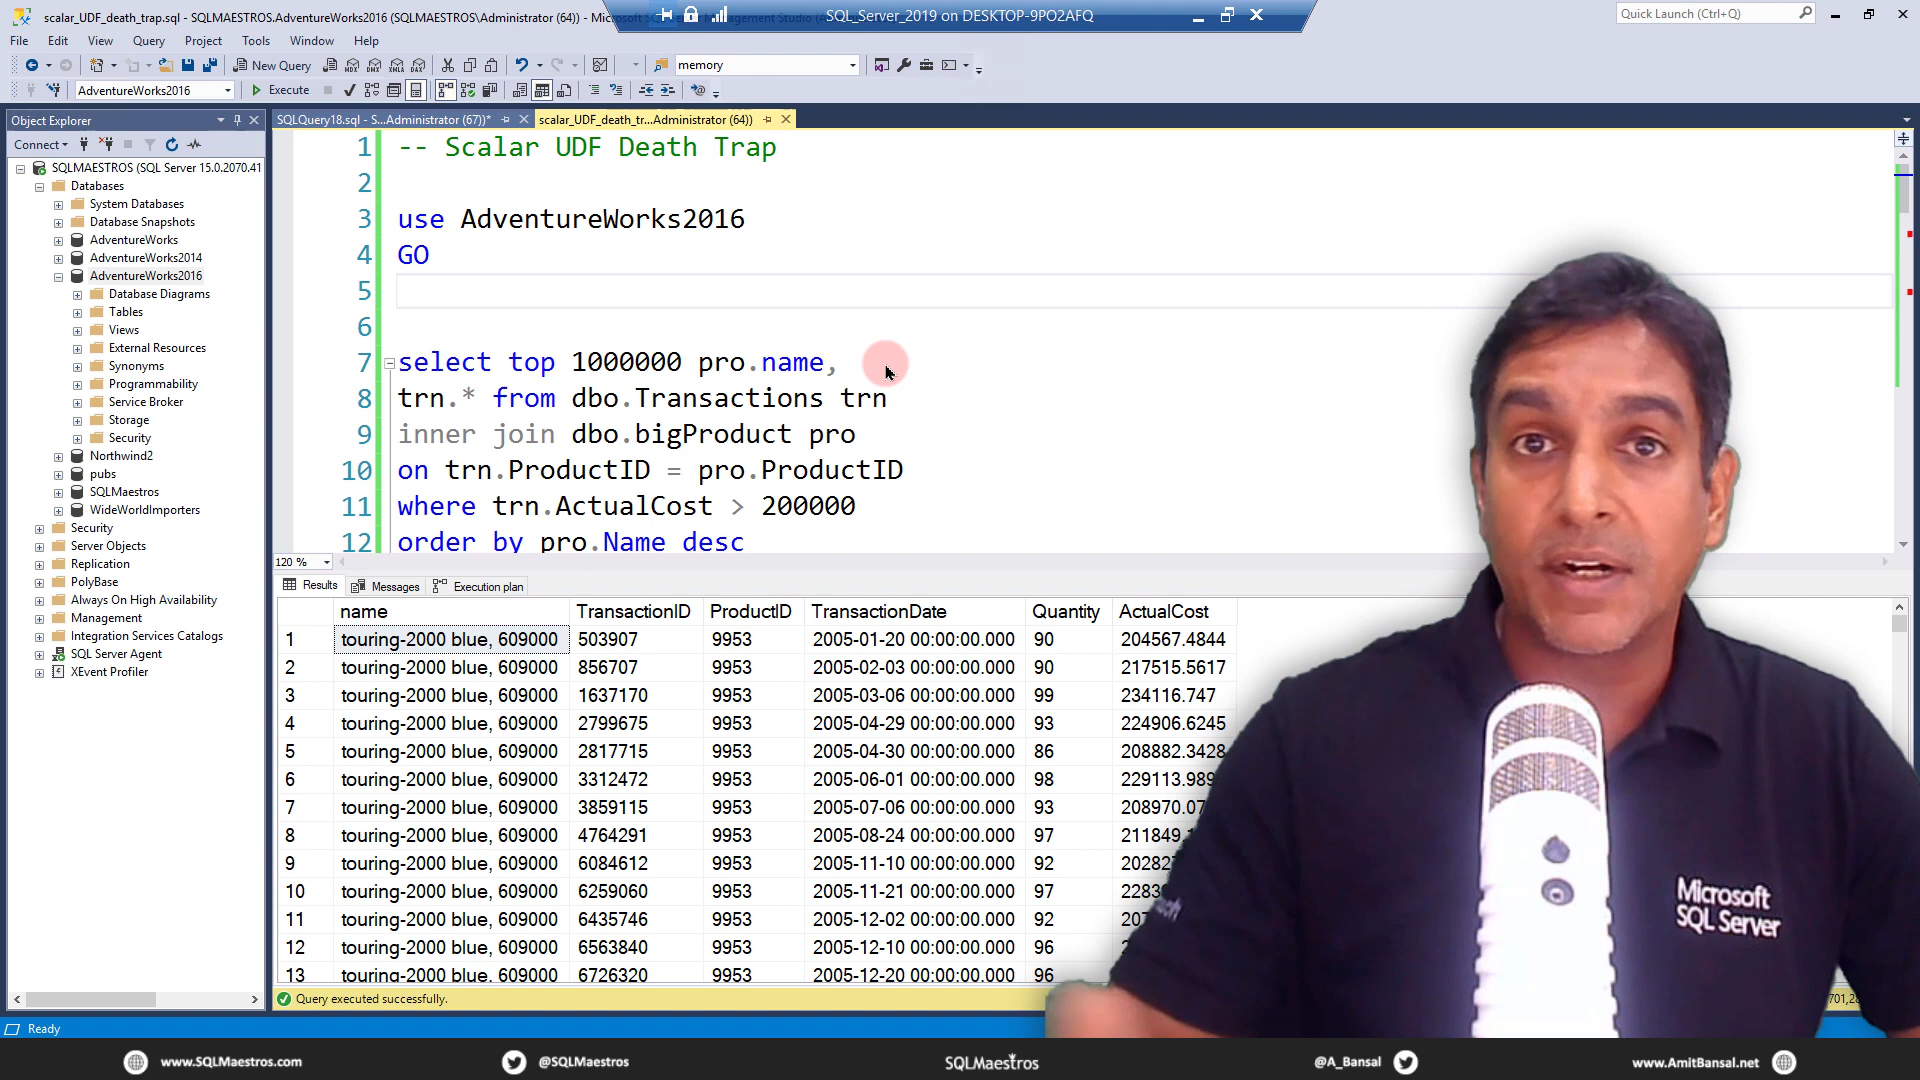 scalar_UDF_death_trap.sql - SQLMAESTROS.AdventureWorks2016 (SQLMAESTROS\Administrator (64))
SQL_Server_2019 on DESKTOP-9PO2AFQ
Quick Launch (Ctrl+Q)
File Edit View Query Project Tools Window Help
New Query
memory
AdventureWorks2016
Execute
Object Explorer
SQLQuery18.sql - S...Administrator (67))*
scalar_UDF_death_tr...Administrator (64))
Connect
SQLMAESTROS (SQL Server 15.0.2070.41
Databases
System Databases
Database Snapshots
AdventureWorks
AdventureWorks2014
AdventureWorks2016
Database Diagrams
Tables
Views
External Resources
Synonyms
Programmability
Service Broker
Storage
Security
Northwind2
pubs
SQLMaestros
WideWorldImporters
Security
Server Objects
Replication
PolyBase
Always On High Availability
Management
Integration Services Catalogs
SQL Server Agent
XEvent Profiler
1 -- Scalar UDF Death Trap
2
3 use AdventureWorks2016
4 GO
5
6
7 select top 1000000 pro.name,
8 trn.* from dbo.Transactions trn
9 inner join dbo.bigProduct pro
10 on trn.ProductID = pro.ProductID
11 where trn.ActualCost > 200000
12 order by pro.Name desc
120 %
Results Messages Execution plan
name TransactionID ProductID TransactionDate Quantity ActualCost
1 touring-2000 blue, 609000 503907 9953 2005-01-20 00:00:00.000 90 204567.4844
2 touring-2000 blue, 609000 856707 9953 2005-02-03 00:00:00.000 90 217515.5617
3 touring-2000 blue, 609000 1637170 9953 2005-03-06 00:00:00.000 99 234116.747
4 touring-2000 blue, 609000 2799675 9953 2005-04-29 00:00:00.000 93 224906.6245
5 touring-2000 blue, 609000 2817715 9953 2005-04-30 00:00:00.000 86 208882.3428
6 touring-2000 blue, 609000 3312472 9953 2005-06-01 00:00:00.000 98 229113.989
7 touring-2000 blue, 609000 3859115 9953 2005-07-06 00:00:00.000 93 208970.07
8 touring-2000 blue, 609000 4764291 9953 2005-08-24 00:00:00.000 97 211849.
9 touring-2000 blue, 609000 6084612 9953 2005-11-10 00:00:00.000 92 20282
10 touring-2000 blue, 609000 6259060 9953 2005-11-21 00:00:00.000 97 2283
11 touring-2000 blue, 609000 6435746 9953 2005-12-02 00:00:00.000 92 207
12 touring-2000 blue, 609000 6563840 9953 2005-12-10 00:00:00.000 96 2
13 touring-2000 blue, 609000 6726320 9953 2005-12-20 00:00:00.000 96
Query executed successfully.
Ready
Microsoft
SQL Server
www.SQLMaestros.com
@SQLMaestros
SQLMaestros
@A_Bansal
www.AmitBansal.net